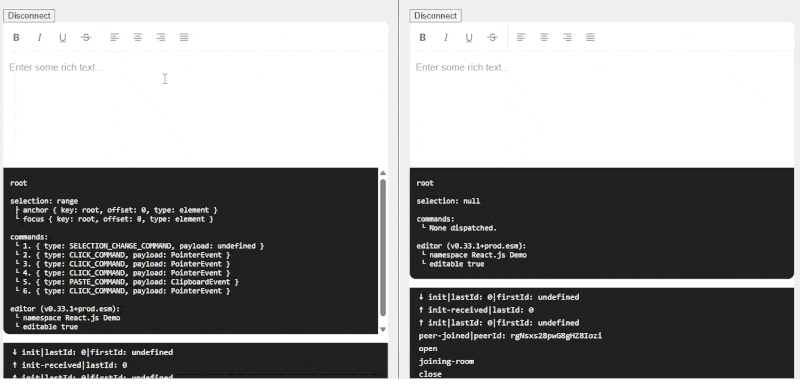 Disconnect
B I U S
Enter some rich text...
root
selection: range
├ anchor { key: root, offset: 0, type: element }
└ focus { key: root, offset: 0, type: element }
commands:
└ 1. { type: SELECTION_CHANGE_COMMAND, payload: undefined }
└ 2. { type: CLICK_COMMAND, payload: PointerEvent }
└ 3. { type: CLICK_COMMAND, payload: PointerEvent }
└ 4. { type: CLICK_COMMAND, payload: PointerEvent }
└ 5. { type: PASTE_COMMAND, payload: ClipboardEvent }
└ 6. { type: CLICK_COMMAND, payload: PointerEvent }
editor (v0.33.1+prod.esm):
└ namespace React.js Demo
└ editable true
↓ init|lastId: 0|firstId: undefined
↑ init-received|lastId: 0
↑ init|lastId: 0|firstId: undefined
Disconnect
B I U S
Enter some rich text...
root
selection: null
commands:
└ None dispatched.
editor (v0.33.1+prod.esm):
└ namespace React.js Demo
└ editable true
↓ init|lastId: 0|firstId: undefined
↑ init-received|lastId: 0
↑ init|lastId: 0|firstId: undefined
peer-joined|peerId:
open
joining-room
close